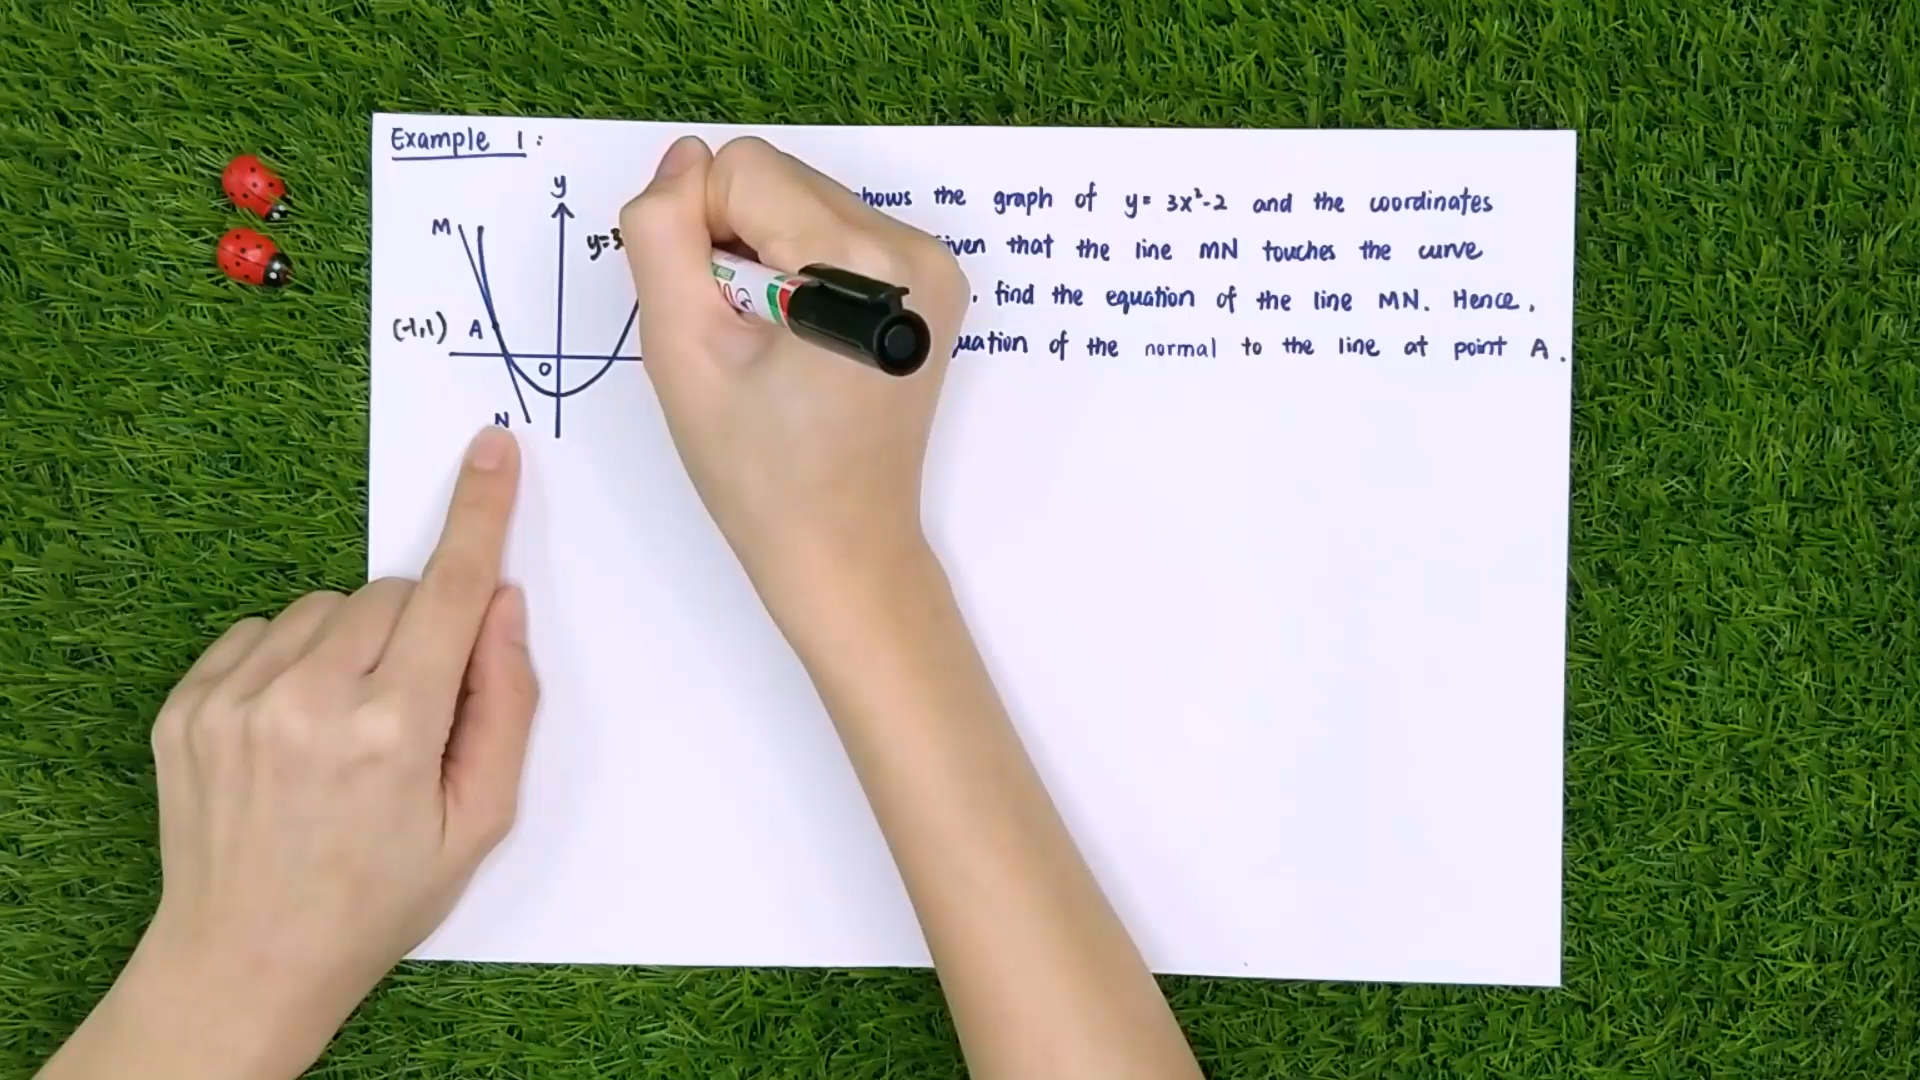 Example 1 :
y
M
y=3
hows the graph of y= 3x²-2 and the coordinates
iven that the line MN touches the curve
. find the equation of the line MN. Hence,
(-1,1) A
uation of the normal to the line at point A.
O
N